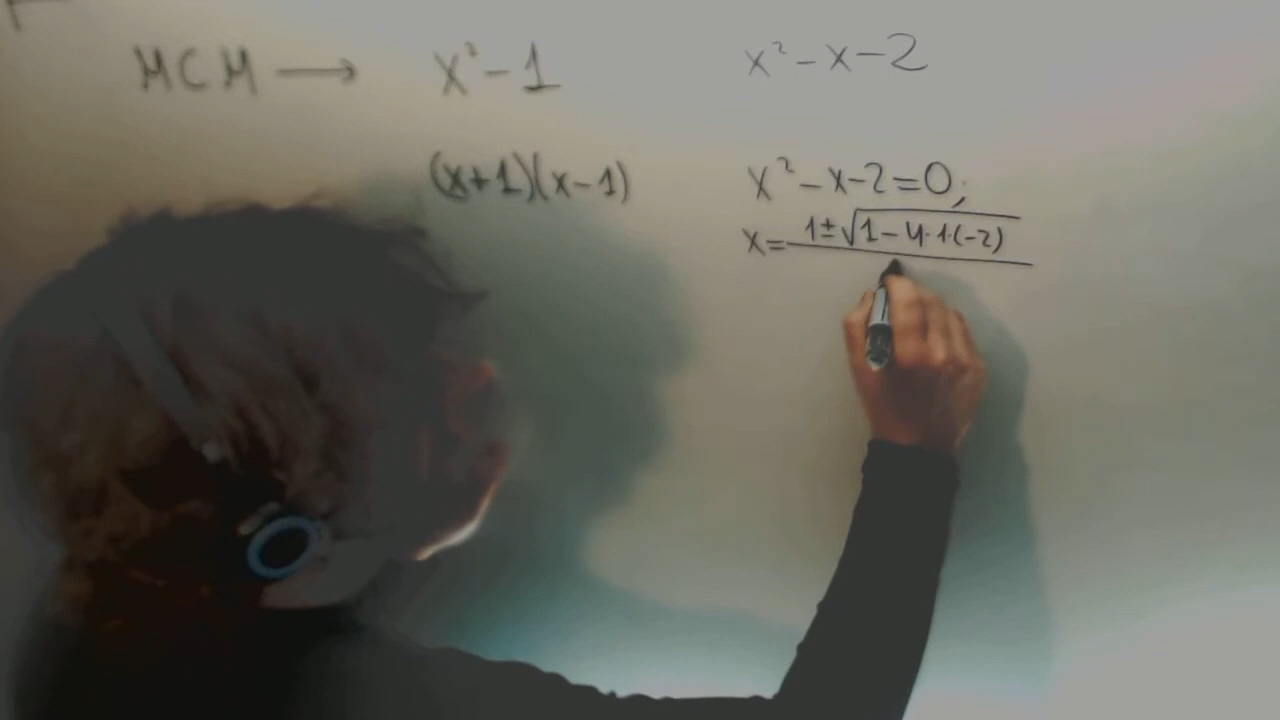 MCM → x² - 1 x² - x - 2
(x+1)(x-1) x² - x - 2 = 0;
x = 1 ± √1 - 4·1·(-2)